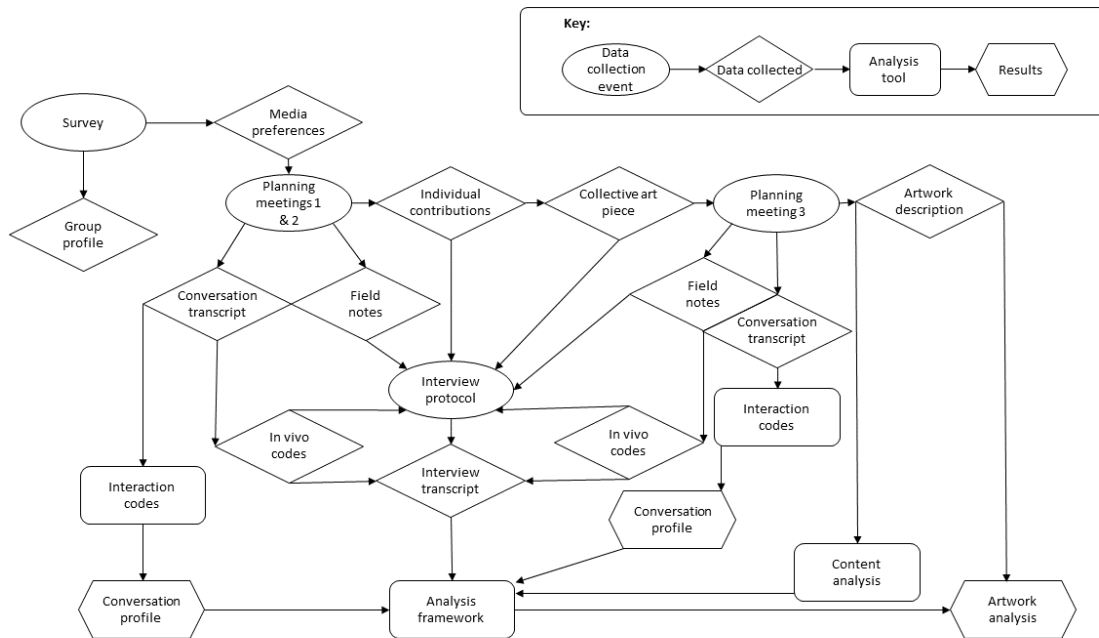 Key:
Data
collection
event
Data collected
Analysis
tool
Results
Survey
Media
preferences
Group
profile
Planning
meetings 1
& 2
Individual
contributions
Collective art
piece
Planning
meeting 3
Artwork
description
Conversation
transcript
Field
notes
Field
notes
Conversation
transcript
Interview
protocol
Interaction
codes
In vivo
codes
In vivo
codes
Interview
transcript
Interaction
codes
Conversation
profile
Content
analysis
Conversation
profile
Analysis
framework
Artwork
analysis